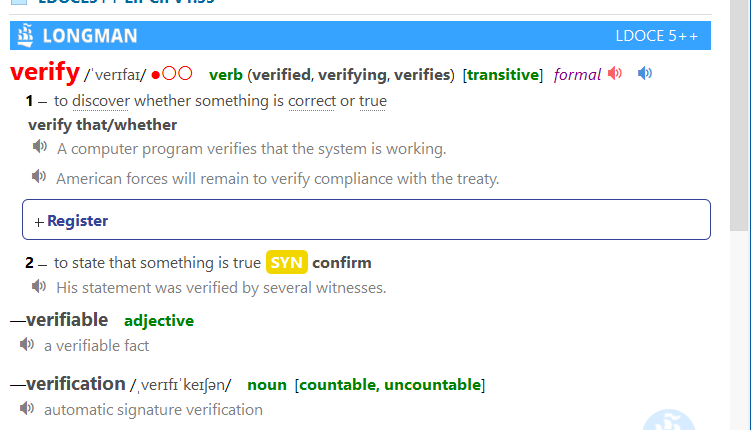 LONGMAN LDOCE 5++
verify /ˈverɪfaɪ/ ●○○ verb (verified, verifying, verifies) [transitive] formal
1 – to discover whether something is correct or true
verify that/whether
A computer program verifies that the system is working.
American forces will remain to verify compliance with the treaty.
+ Register
2 – to state that something is true SYN confirm
His statement was verified by several witnesses.
—verifiable adjective
a verifiable fact
—verification /ˌverɪfɪˈkeɪʃən/ noun [countable, uncountable]
automatic signature verification